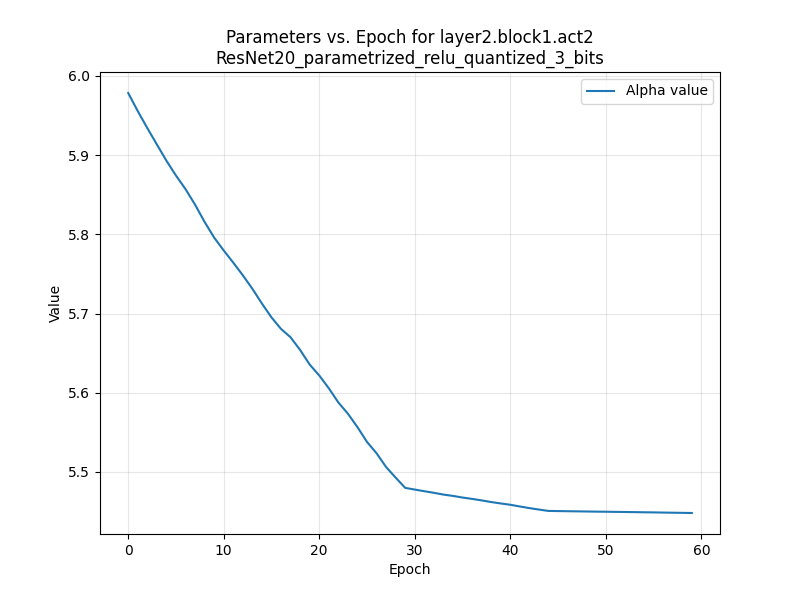 Parameters vs. Epoch for layer2.block1.act2
ResNet20_parametrized_relu_quantized_3_bits
Alpha value
6.0
5.9
5.8
5.7
5.6
5.5
Value
0 10 20 30 40 50 60
Epoch